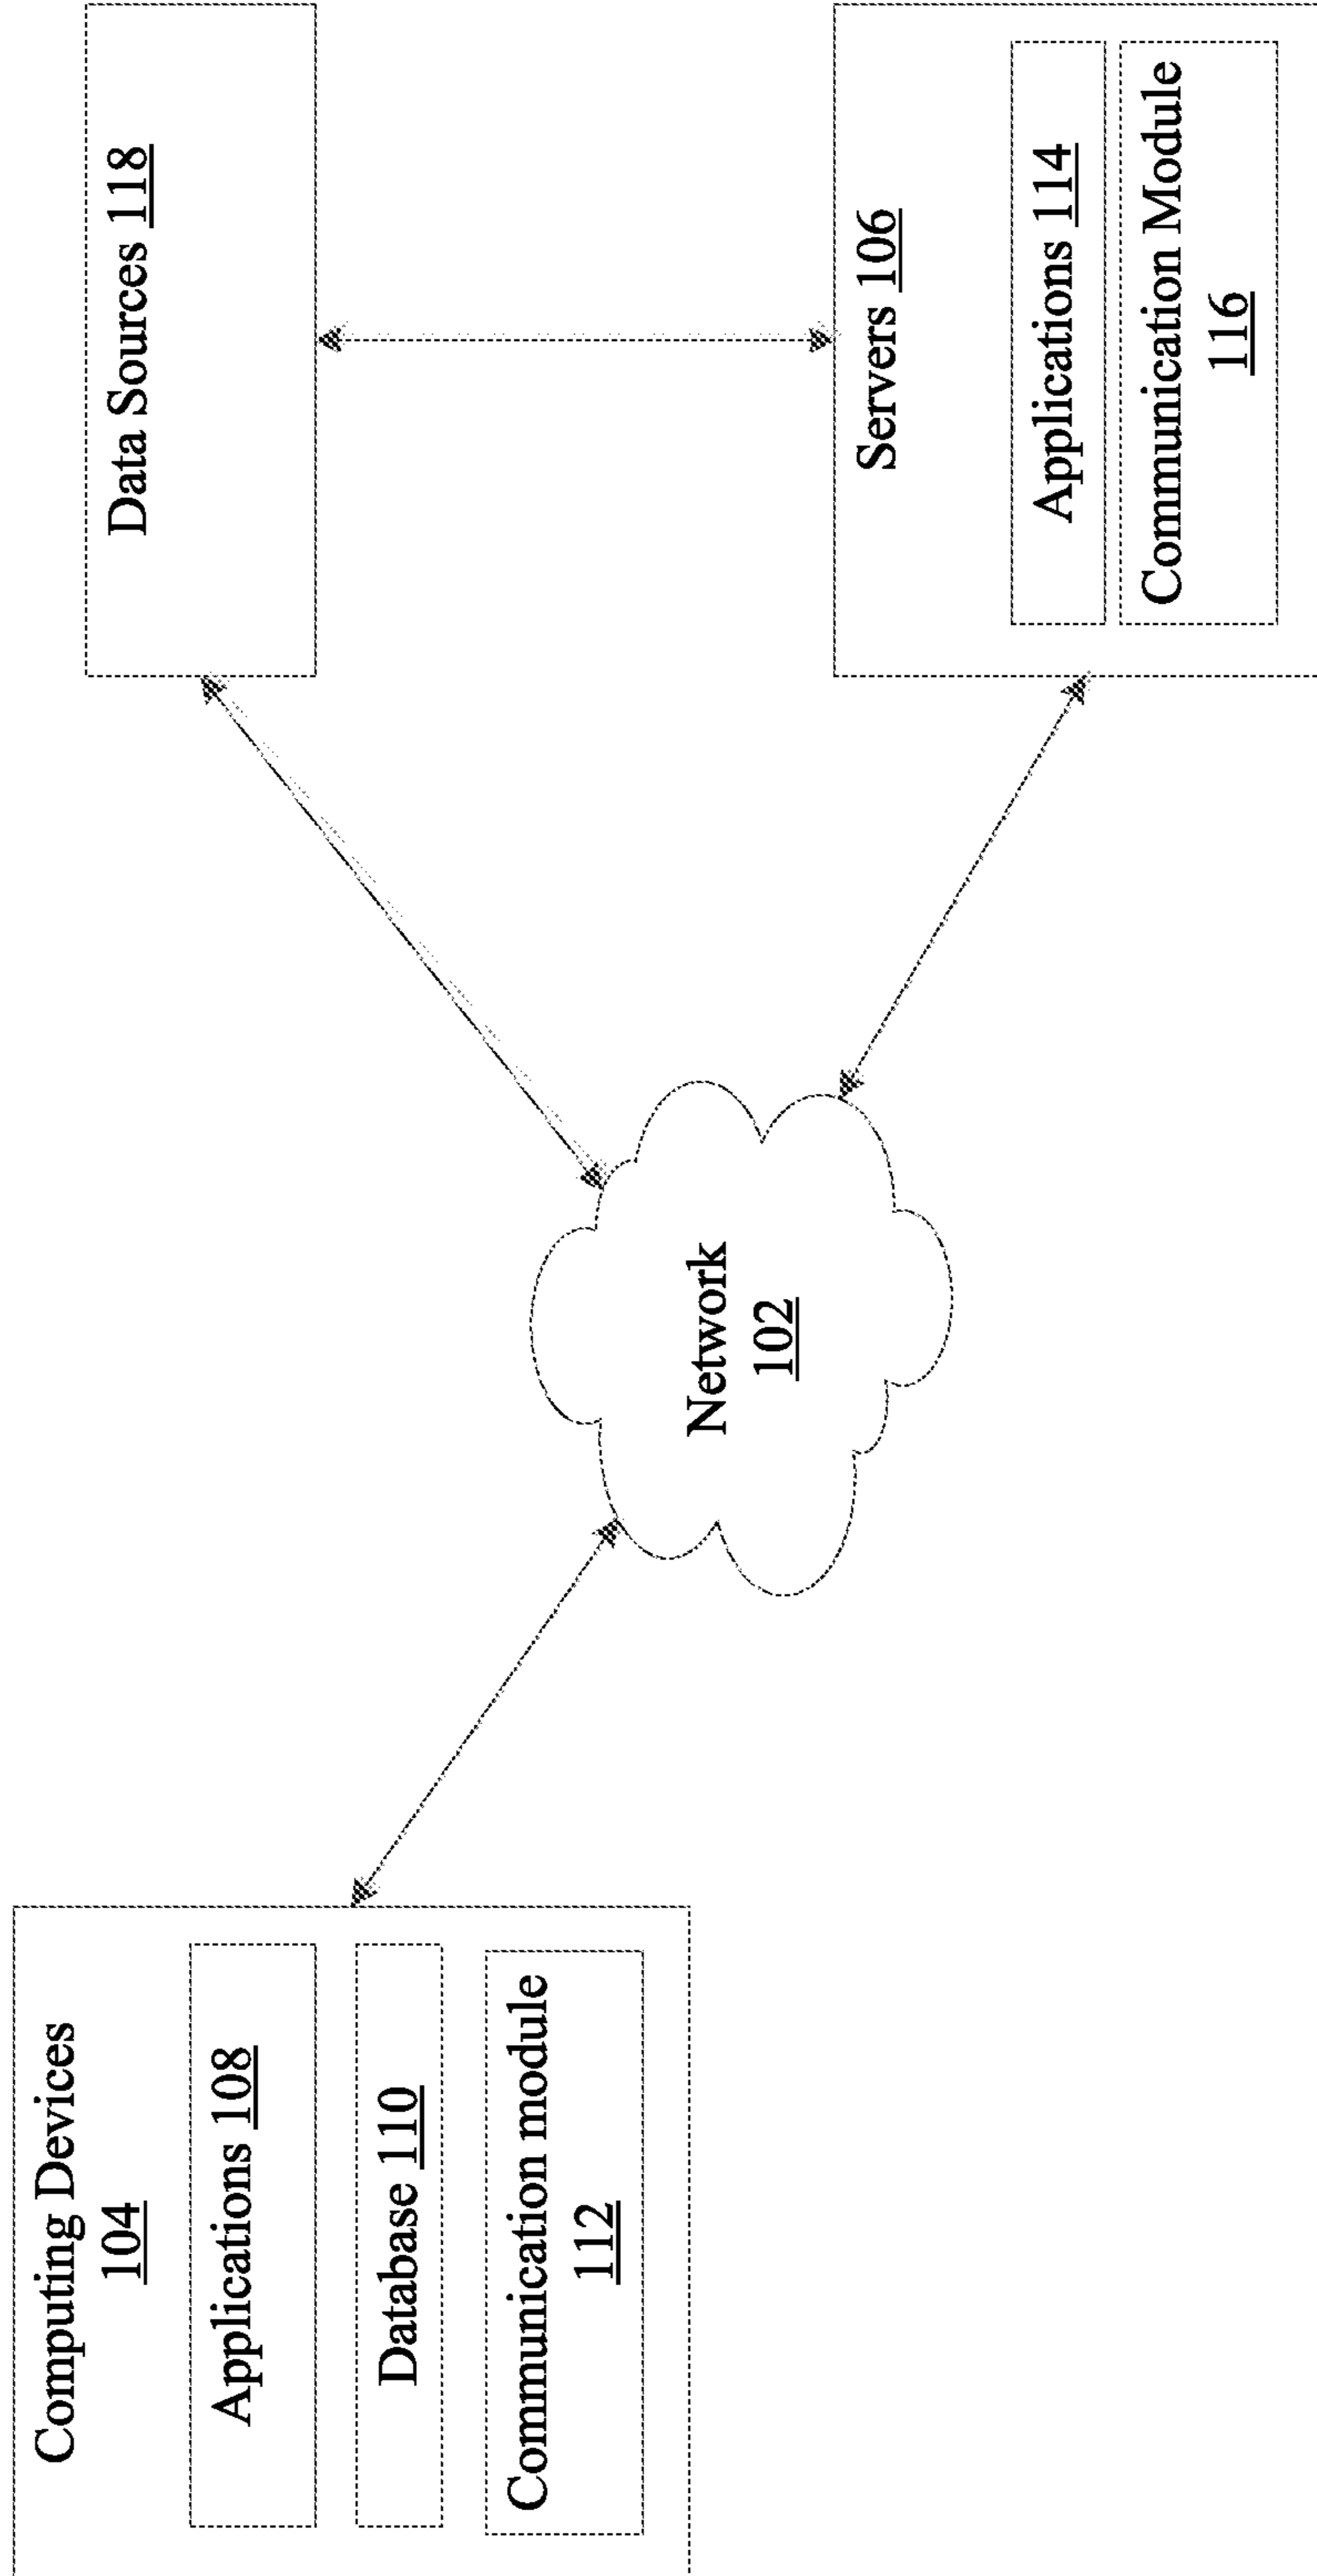 Computing Devices
104
Applications 108
Database 110
Communication module
112
Network
102
Data Sources 118
Servers 106
Applications 114
Communication Module
116